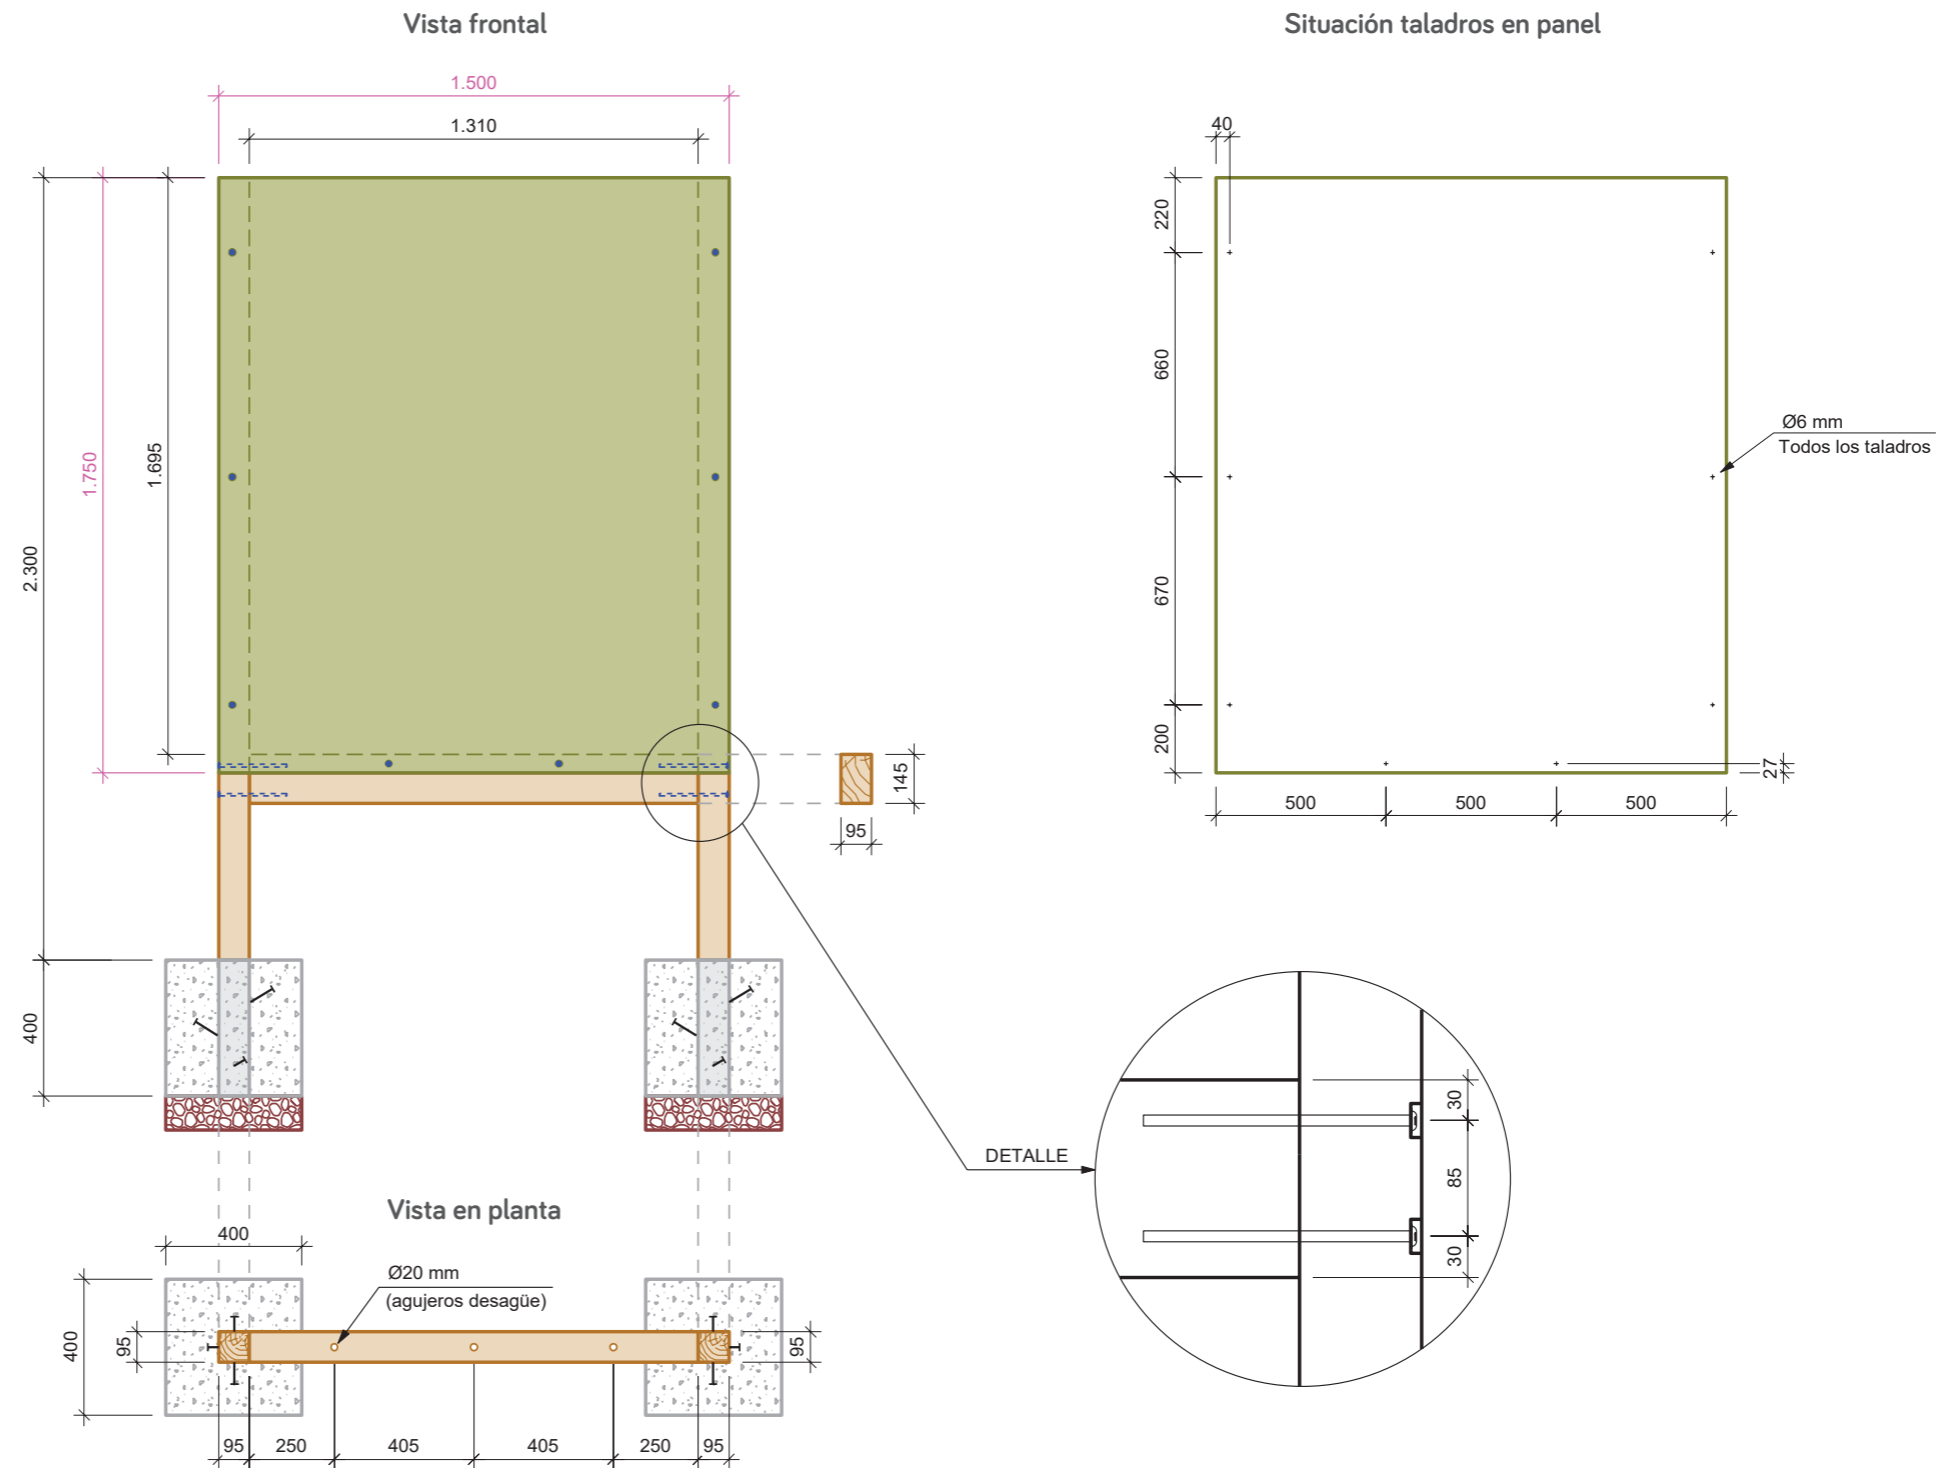 Vista frontal
1.500
1.310
1.750
1.695
2.300
400
145
95
Situación taladros en panel
40
220
660
670
200
Ø6 mm
Todos los taladros
27
500 500 500
DETALLE
30
85
30
Vista en planta
400
400
95
Ø20 mm
(agujeros desagüe)
95
95 250 405 405 250 95